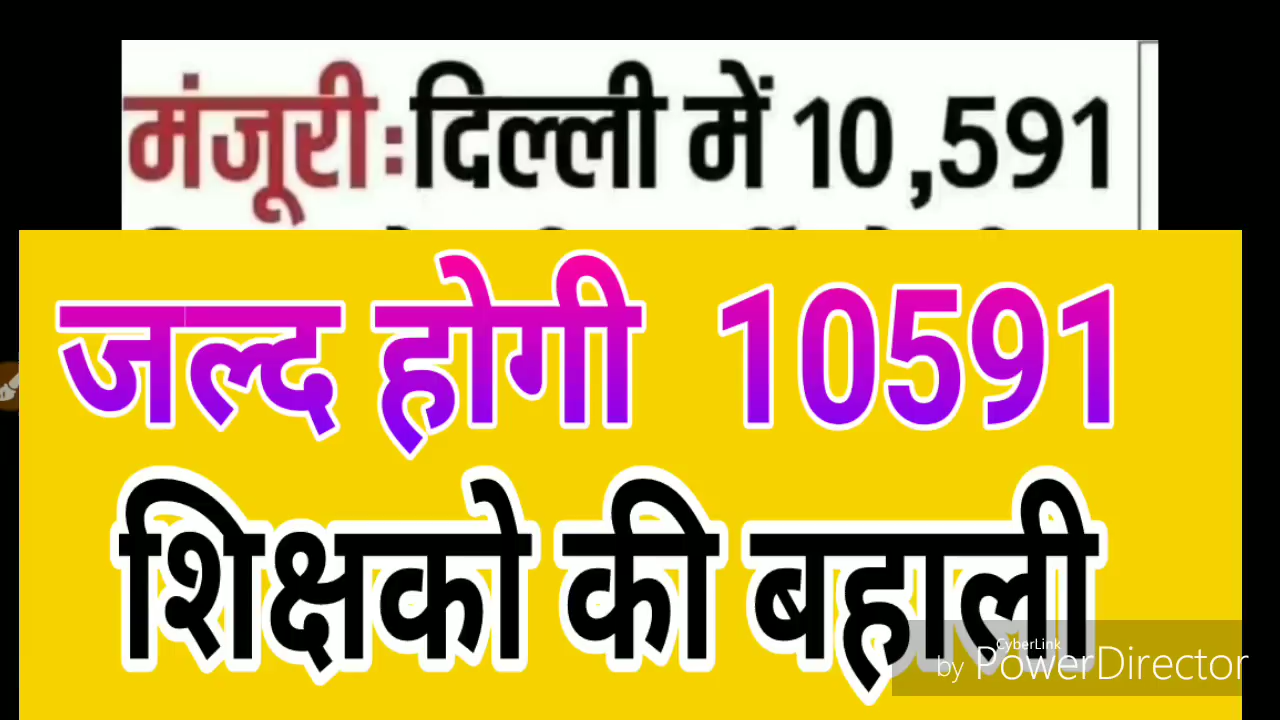 मंजूरी:दिल्ली में 10,591
जल्द होगी 10591
शिक्षको की बहाली
CyberLink
by PowerDirector